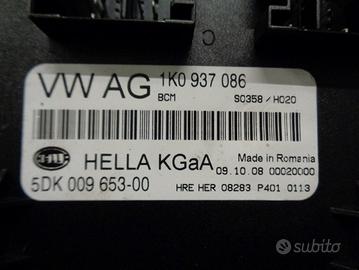 C
VW AG 1K0 937 086
BCM S0358 / H020
HELLA KGaA Made in Romania
09.10.08 00020000
5DK 009 653-00 HRE HER 08283 P401 0113
subito